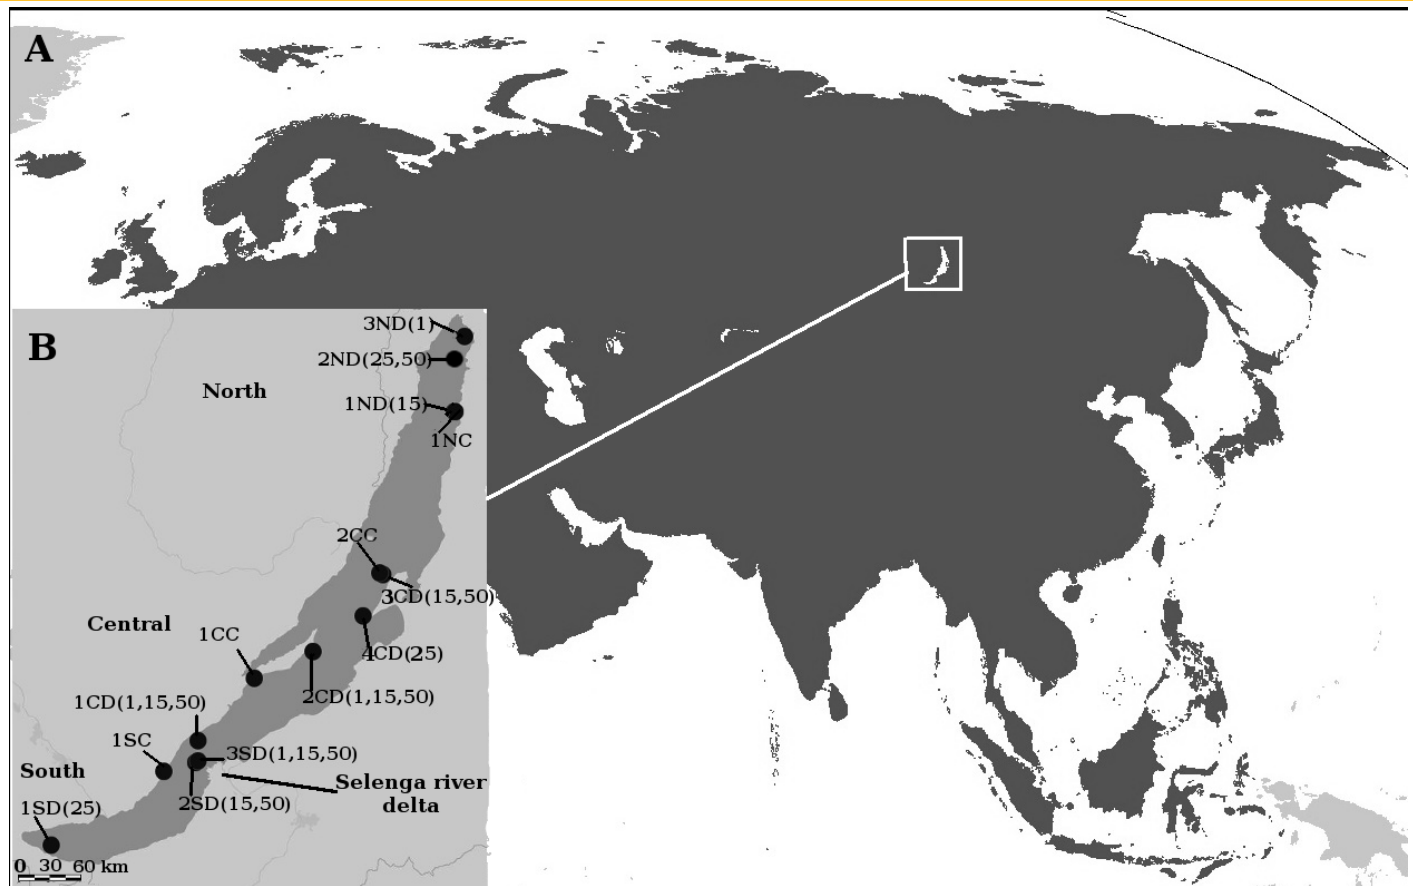 A
B
3ND(1)
2ND(25,50)
North
1ND(15)
1NC
2CC
3CD(15,50)
Central
1CC
4CD(25)
2CD(1,15,50)
1CD(1,15,50)
1SC
3SD(1,15,50)
South
Selenga river
delta
2SD(15,50)
1SD(25)
0 30 60 km